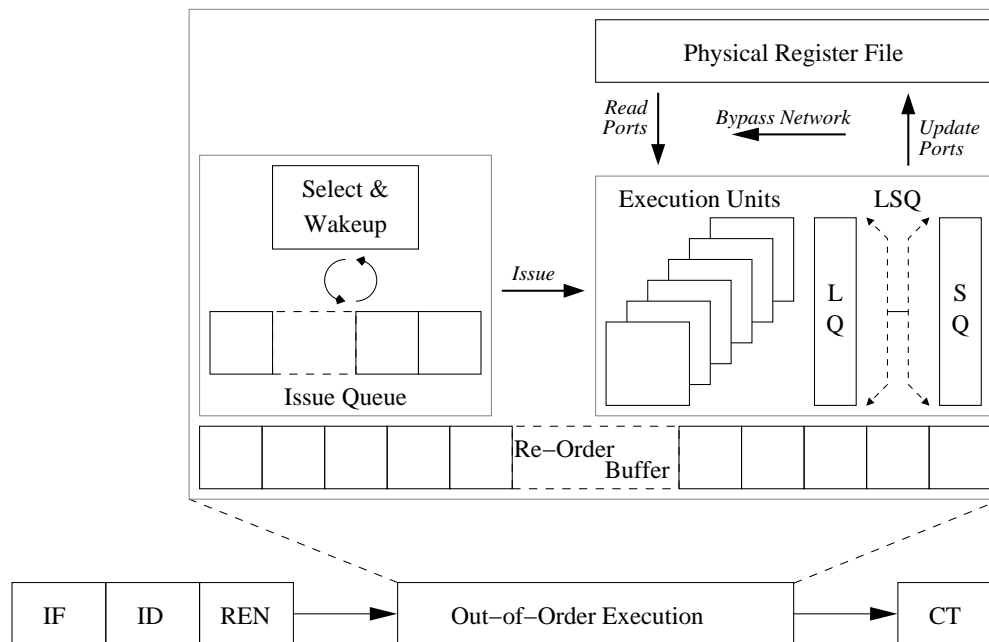 Physical Register File
Read
Ports
Bypass Network
Update
Ports
Select &
Wakeup
Issue
Execution Units
LSQ
L
Q
S
Q
Issue Queue
Re−Order
Buffer
IF
ID
REN
Out−of−Order Execution
CT